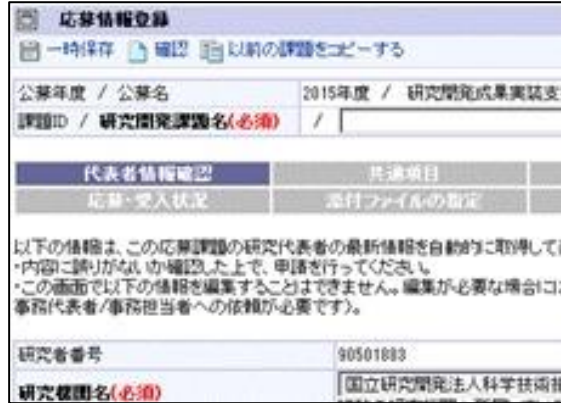 応募情報登録
一時保存 確認 以前の課題をコピーする
公募年度 / 公募名 2015年度 / 研究開発成果実装支
課題ID / 研究開発課題名(必須) /
代表者情報確認 共通項目
応募・受入状況 添付ファイルの指定
以下の情報は、この応募課題の研究代表者の最新情報を自動的に取得して
・内容に誤りがないか確認した上で、申請を行ってください。
・この画面で以下の情報を編集することはできません。編集が必要な場合には
事務代表者/事務担当者への依頼が必要です)。
研究者番号 90501893
研究機関名(必須) 国立研究開発法人科学技術振